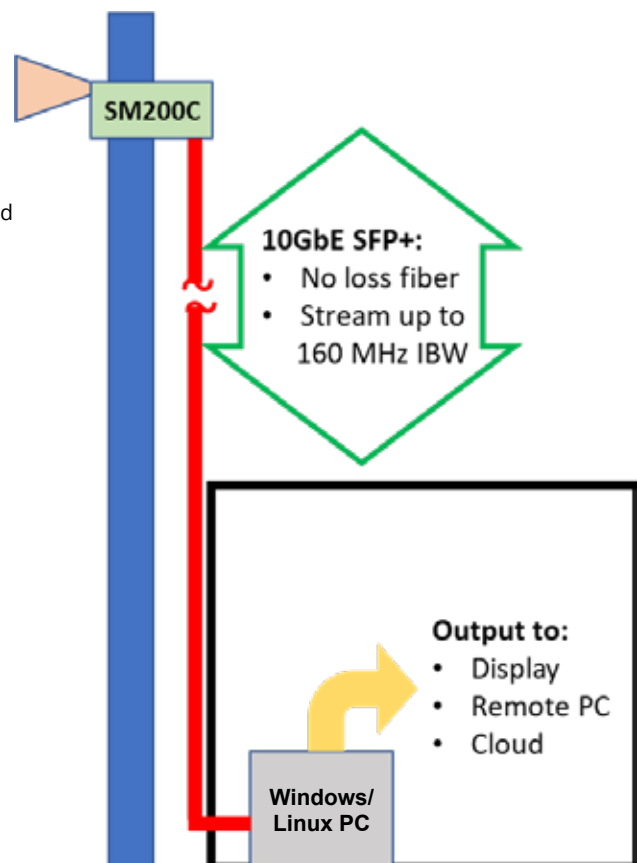 SM200C
d
10GbE SFP+:
• No loss fiber
• Stream up to
160 MHz IBW
Output to:
• Display
• Remote PC
• Cloud
Windows/
Linux PC